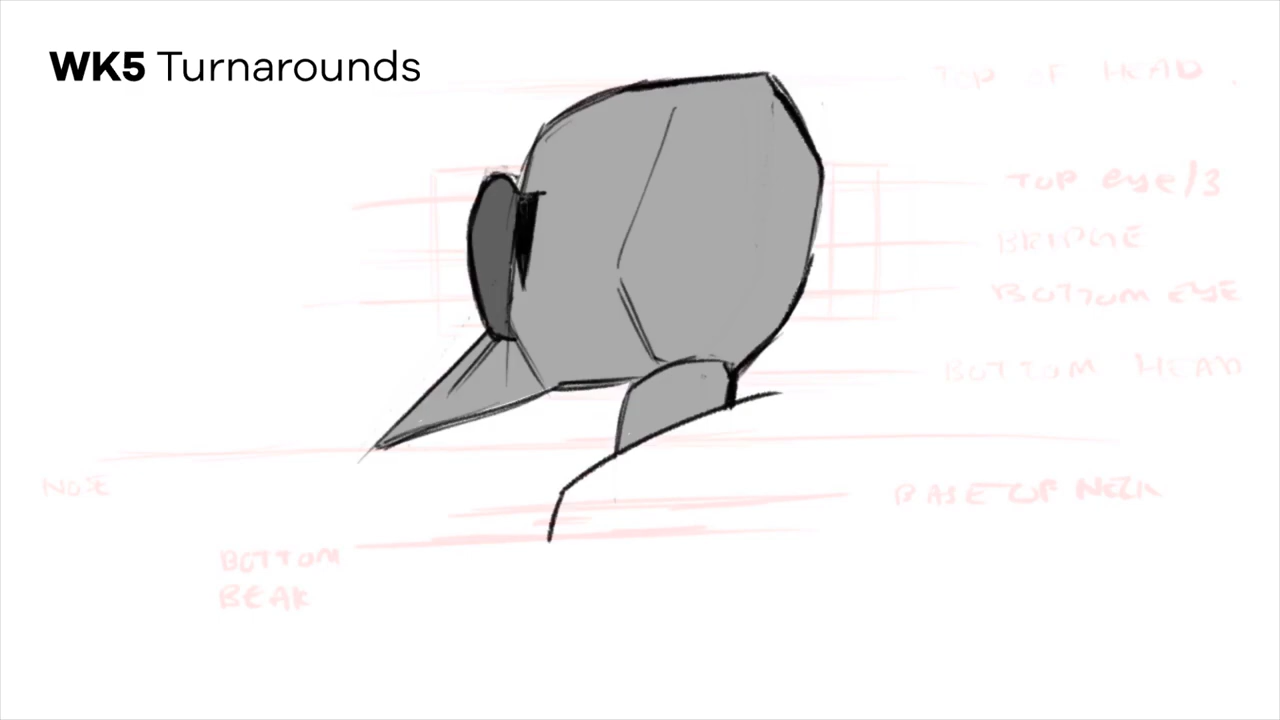 WK5 Turnarounds
TOP OF HEAD.
TOP eye/3
BRIDGE
BOTTOM EYE
BOTTOM HEAD
NOSE
BASE OF NECK
BOTTOM
BEAK